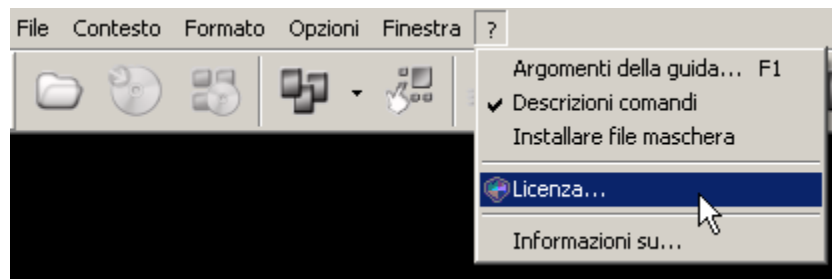 File Contesto Formato Opzioni Finestra ?
Argomenti della guida... F1
Descrizioni comandi
Installare file maschera
Licenza...
Informazioni su...